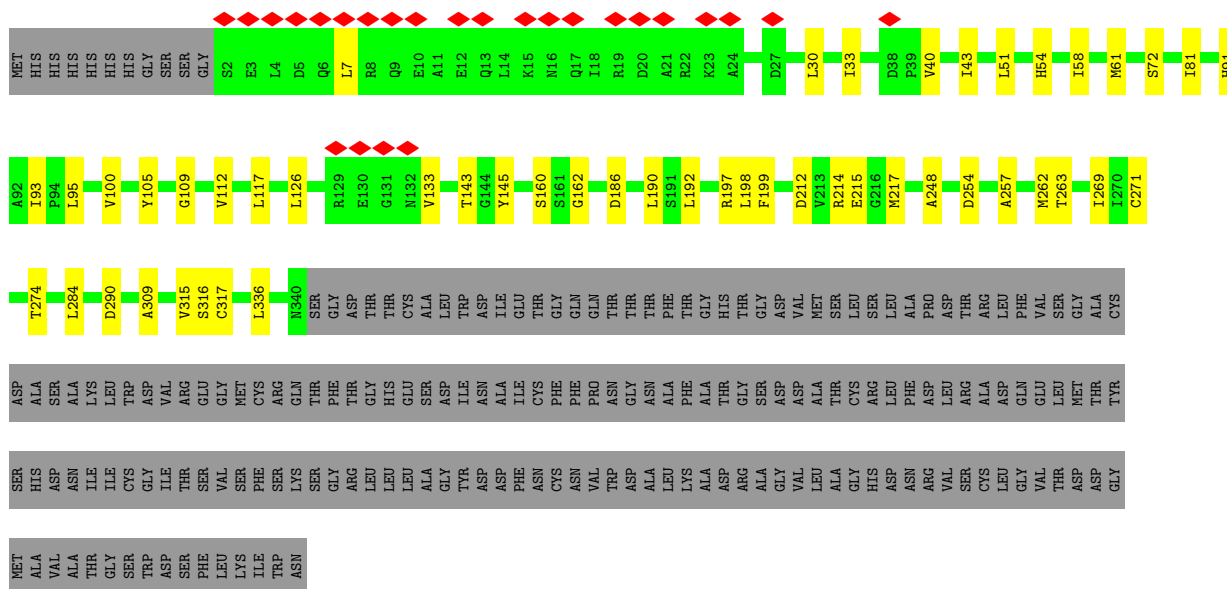 MET HIS HIS HIS HIS HIS HIS GLY SER SER GLY S2 E3 L4 D5 Q6 L7 R8 Q9 E10 A11 E12 Q13 L14 K15 N16 Q17 I18 R19 D20 A21 R22 K23 A24 D27 L30 I33 D38 P39 V40 I43 L51 H54 I58 M61 S72 I81 H91
A92 I93 P94 L95 V100 Y105 G109 V112 L117 L126 R129 E130 G131 N132 V133 T143 G144 Y145 S160 S161 G162 D186 L190 S191 L192 R197 L198 F199 D212 V213 R214 E215 G216 M217 A248 D254 A257 M262 T263 I269 I270 C271
T274 L284 D290 A309 V315 S316 C317 L336 N340 SER GLY ASP THR THR CYS ALA LEU TRP ASP ILE GLU THR GLY GLN GLN THR THR THR PHE THR GLY HIS THR GLY ASP VAL MET SER LEU SER LEU ALA PRO ASP THR ARG LEU PHE VAL SER GLY ALA CYS
ASP ALA SER ALA LYS LEU TRP ASP VAL ARG GLU GLY MET CYS ARG GLN THR PHE THR GLY HIS GLU SER ASP ILE ASN ALA ILE CYS PHE PHE PRO ASN GLY ASN ALA PHE ALA THR GLY SER ASP ASP ALA THR CYS ARG LEU PHE ASP LEU ARG ALA ASP GLN GLU LEU MET THR TYR
SER HIS ASP ASN ILE ILE CYS GLY ILE THR SER VAL SER PHE SER LYS SER GLY ARG LEU LEU LEU ALA GLY TYR ASP ASP PHE ASN CYS ASN VAL TRP ASP ALA LEU LYS ALA ASP ARG ALA GLY VAL LEU ALA GLY HIS ASP ASN ARG VAL SER CYS LEU GLY VAL THR ASP ASP GLY
MET ALA VAL ALA THR GLY SER TRP ASP SER PHE LEU LYS ILE TRP ASN